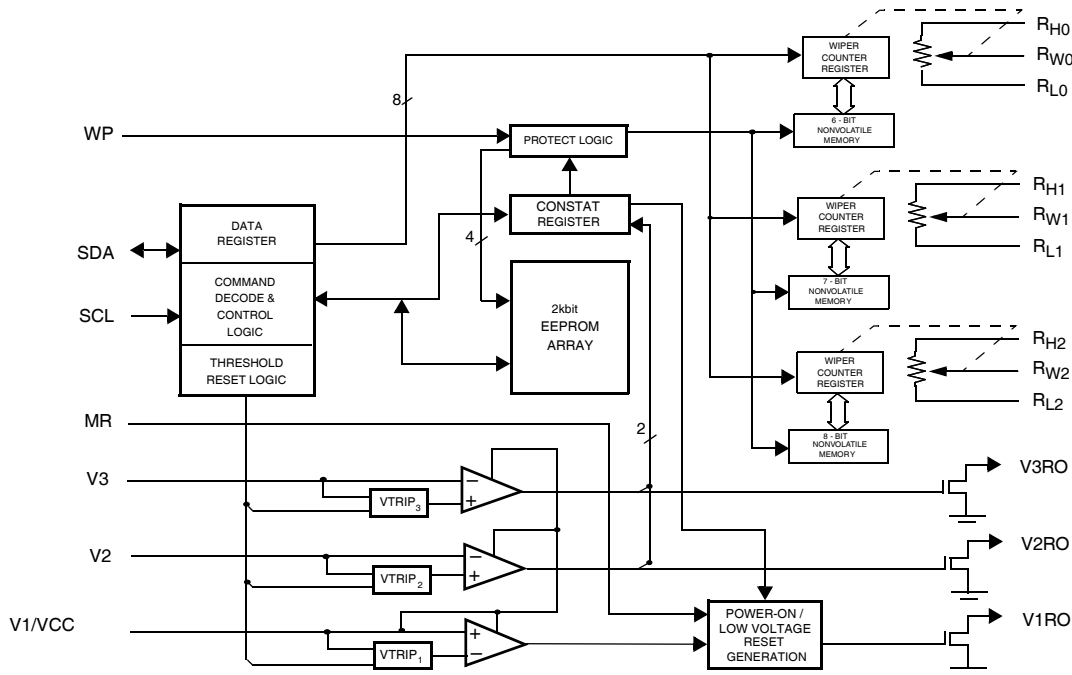 WIPER
COUNTER
REGISTER
RH0
RW0
RL0
8
6 - BIT
NONVOLATILE
MEMORY
WP
PROTECT LOGIC
CONSTAT
REGISTER
4
WIPER
COUNTER
REGISTER
RH1
RW1
RL1
7 - BIT
NONVOLATILE
MEMORY
SDA
SCL
DATA
REGISTER
COMMAND
DECODE &
CONTROL
LOGIC
THRESHOLD
RESET LOGIC
2kbit
EEPROM
ARRAY
WIPER
COUNTER
REGISTER
RH2
RW2
RL2
8 - BIT
NONVOLATILE
MEMORY
MR
2
V3
VTRIP3
−
+
V3RO
V2
VTRIP2
−
+
V2RO
V1/VCC
VTRIP1
+
−
POWER-ON /
LOW VOLTAGE
RESET
GENERATION
V1RO